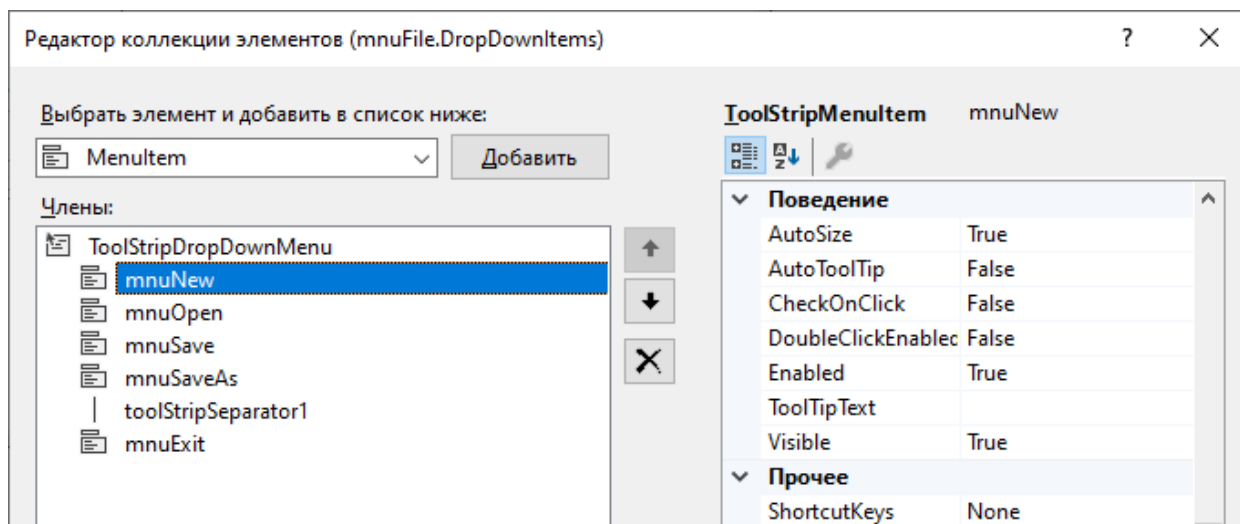 Редактор коллекции элементов (mnuFile.DropDownItems) ?
Выбрать элемент и добавить в список ниже:
MenuItem Добавить
Члены:
ToolStripDropDownMenu
mnuNew
mnuOpen
mnuSave
mnuSaveAs
toolStripSeparator1
mnuExit
ToolStripMenuItem mnuNew
Поведение
AutoSize True
AutoToolTip False
CheckOnClick False
DoubleClickEnabled False
Enabled True
ToolTipText
Visible True
Прочее
ShortcutKeys None